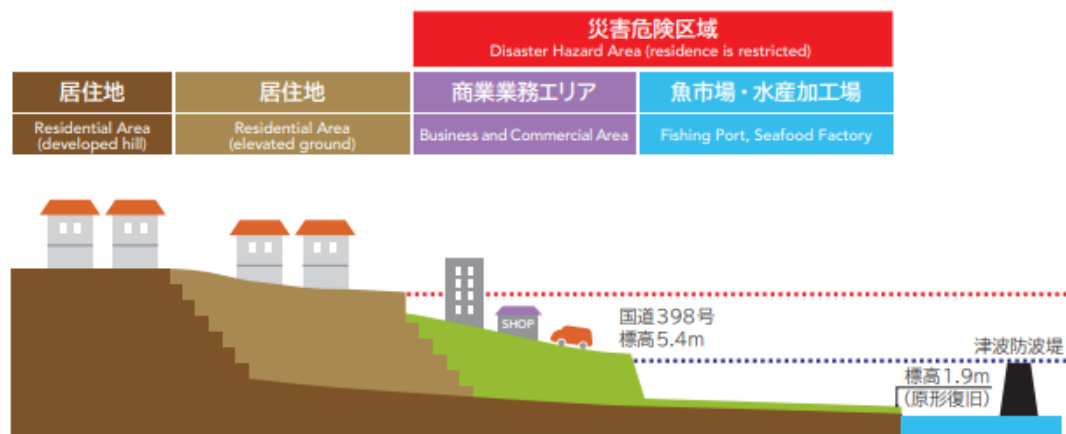 災害危険区域
Disaster Hazard Area (residence is restricted)
居住地
居住地
商業業務エリア
魚市場・水産加工場
Residential Area
(developed hill)
Residential Area
(elevated ground)
Business and Commercial Area
Fishing Port, Seafood Factory
SHOP
国道398号
標高5.4m
津波防波堤
標高1.9m
(原形復旧)